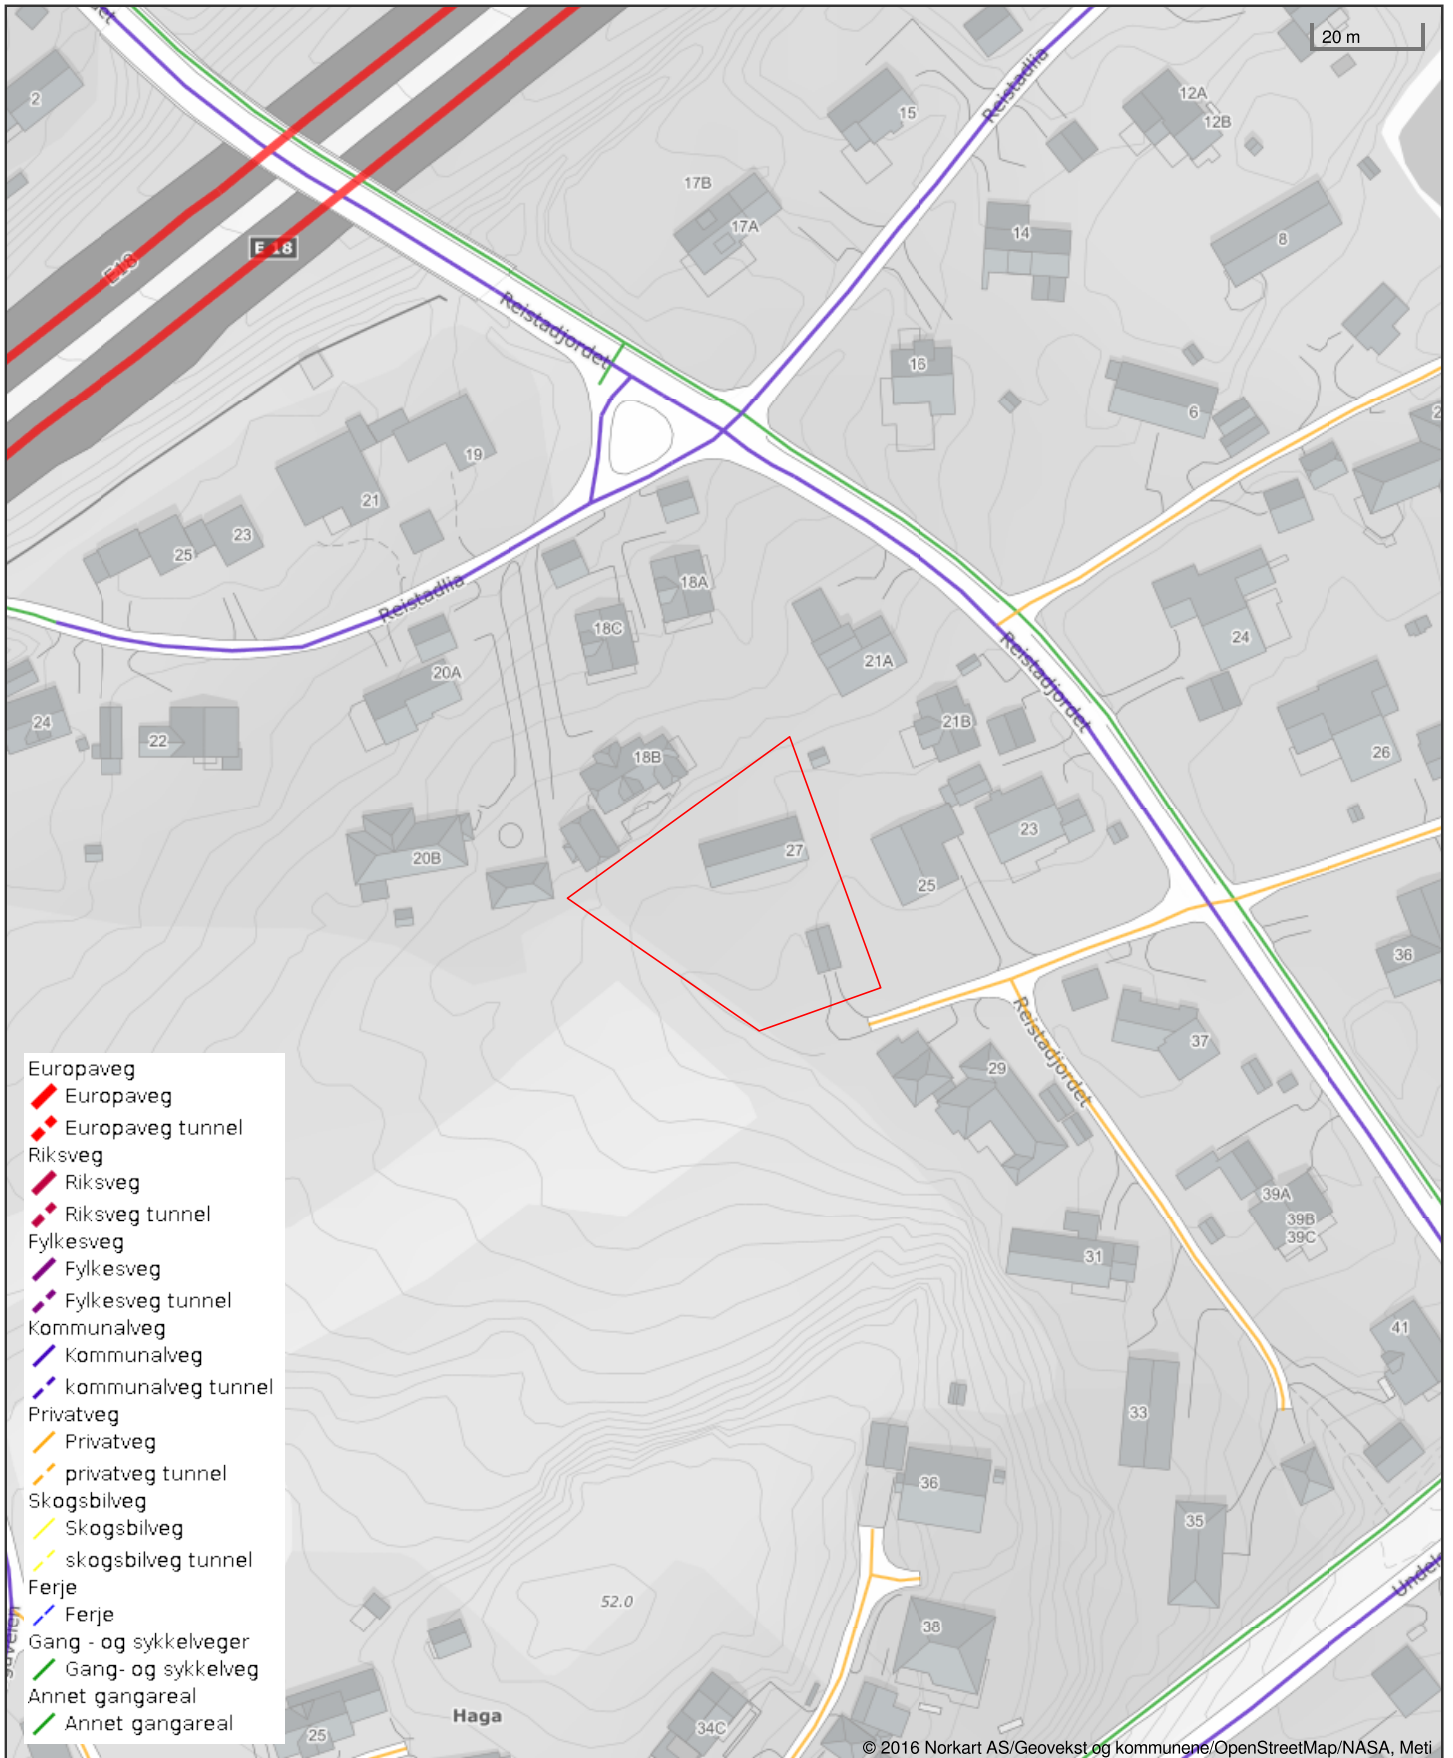 20 m
2
15
12A
12B
Reistadlia
17B
17A
14
8
E 18
E18
Reistadjordet
16
6
19
21
23
25
18A
Reistadlia
18C
24
21A
Reistadjordet
20A
24
22
21B
26
18B
27
23
20B
25
36
Reistadjordet
37
29
39A
39B
39C
31
41
33
36
35
52.0
38
Haga
34C
25
Europaveg
Europaveg
Europaveg tunnel
Riksveg
Riksveg
Riksveg tunnel
Fylkesveg
Fylkesveg
Fylkesveg tunnel
Kommunalveg
Kommunalveg
kommunalveg tunnel
Privatveg
Privatveg
privatveg tunnel
Skogsbilveg
Skogsbilveg
skogsbilveg tunnel
Ferje
Ferje
Gang - og sykkelveger
Gang- og sykkelveg
Annet gangareal
Annet gangareal
© 2016 Norkart AS/Geovekst og kommunene/OpenStreetMap/NASA, Meti